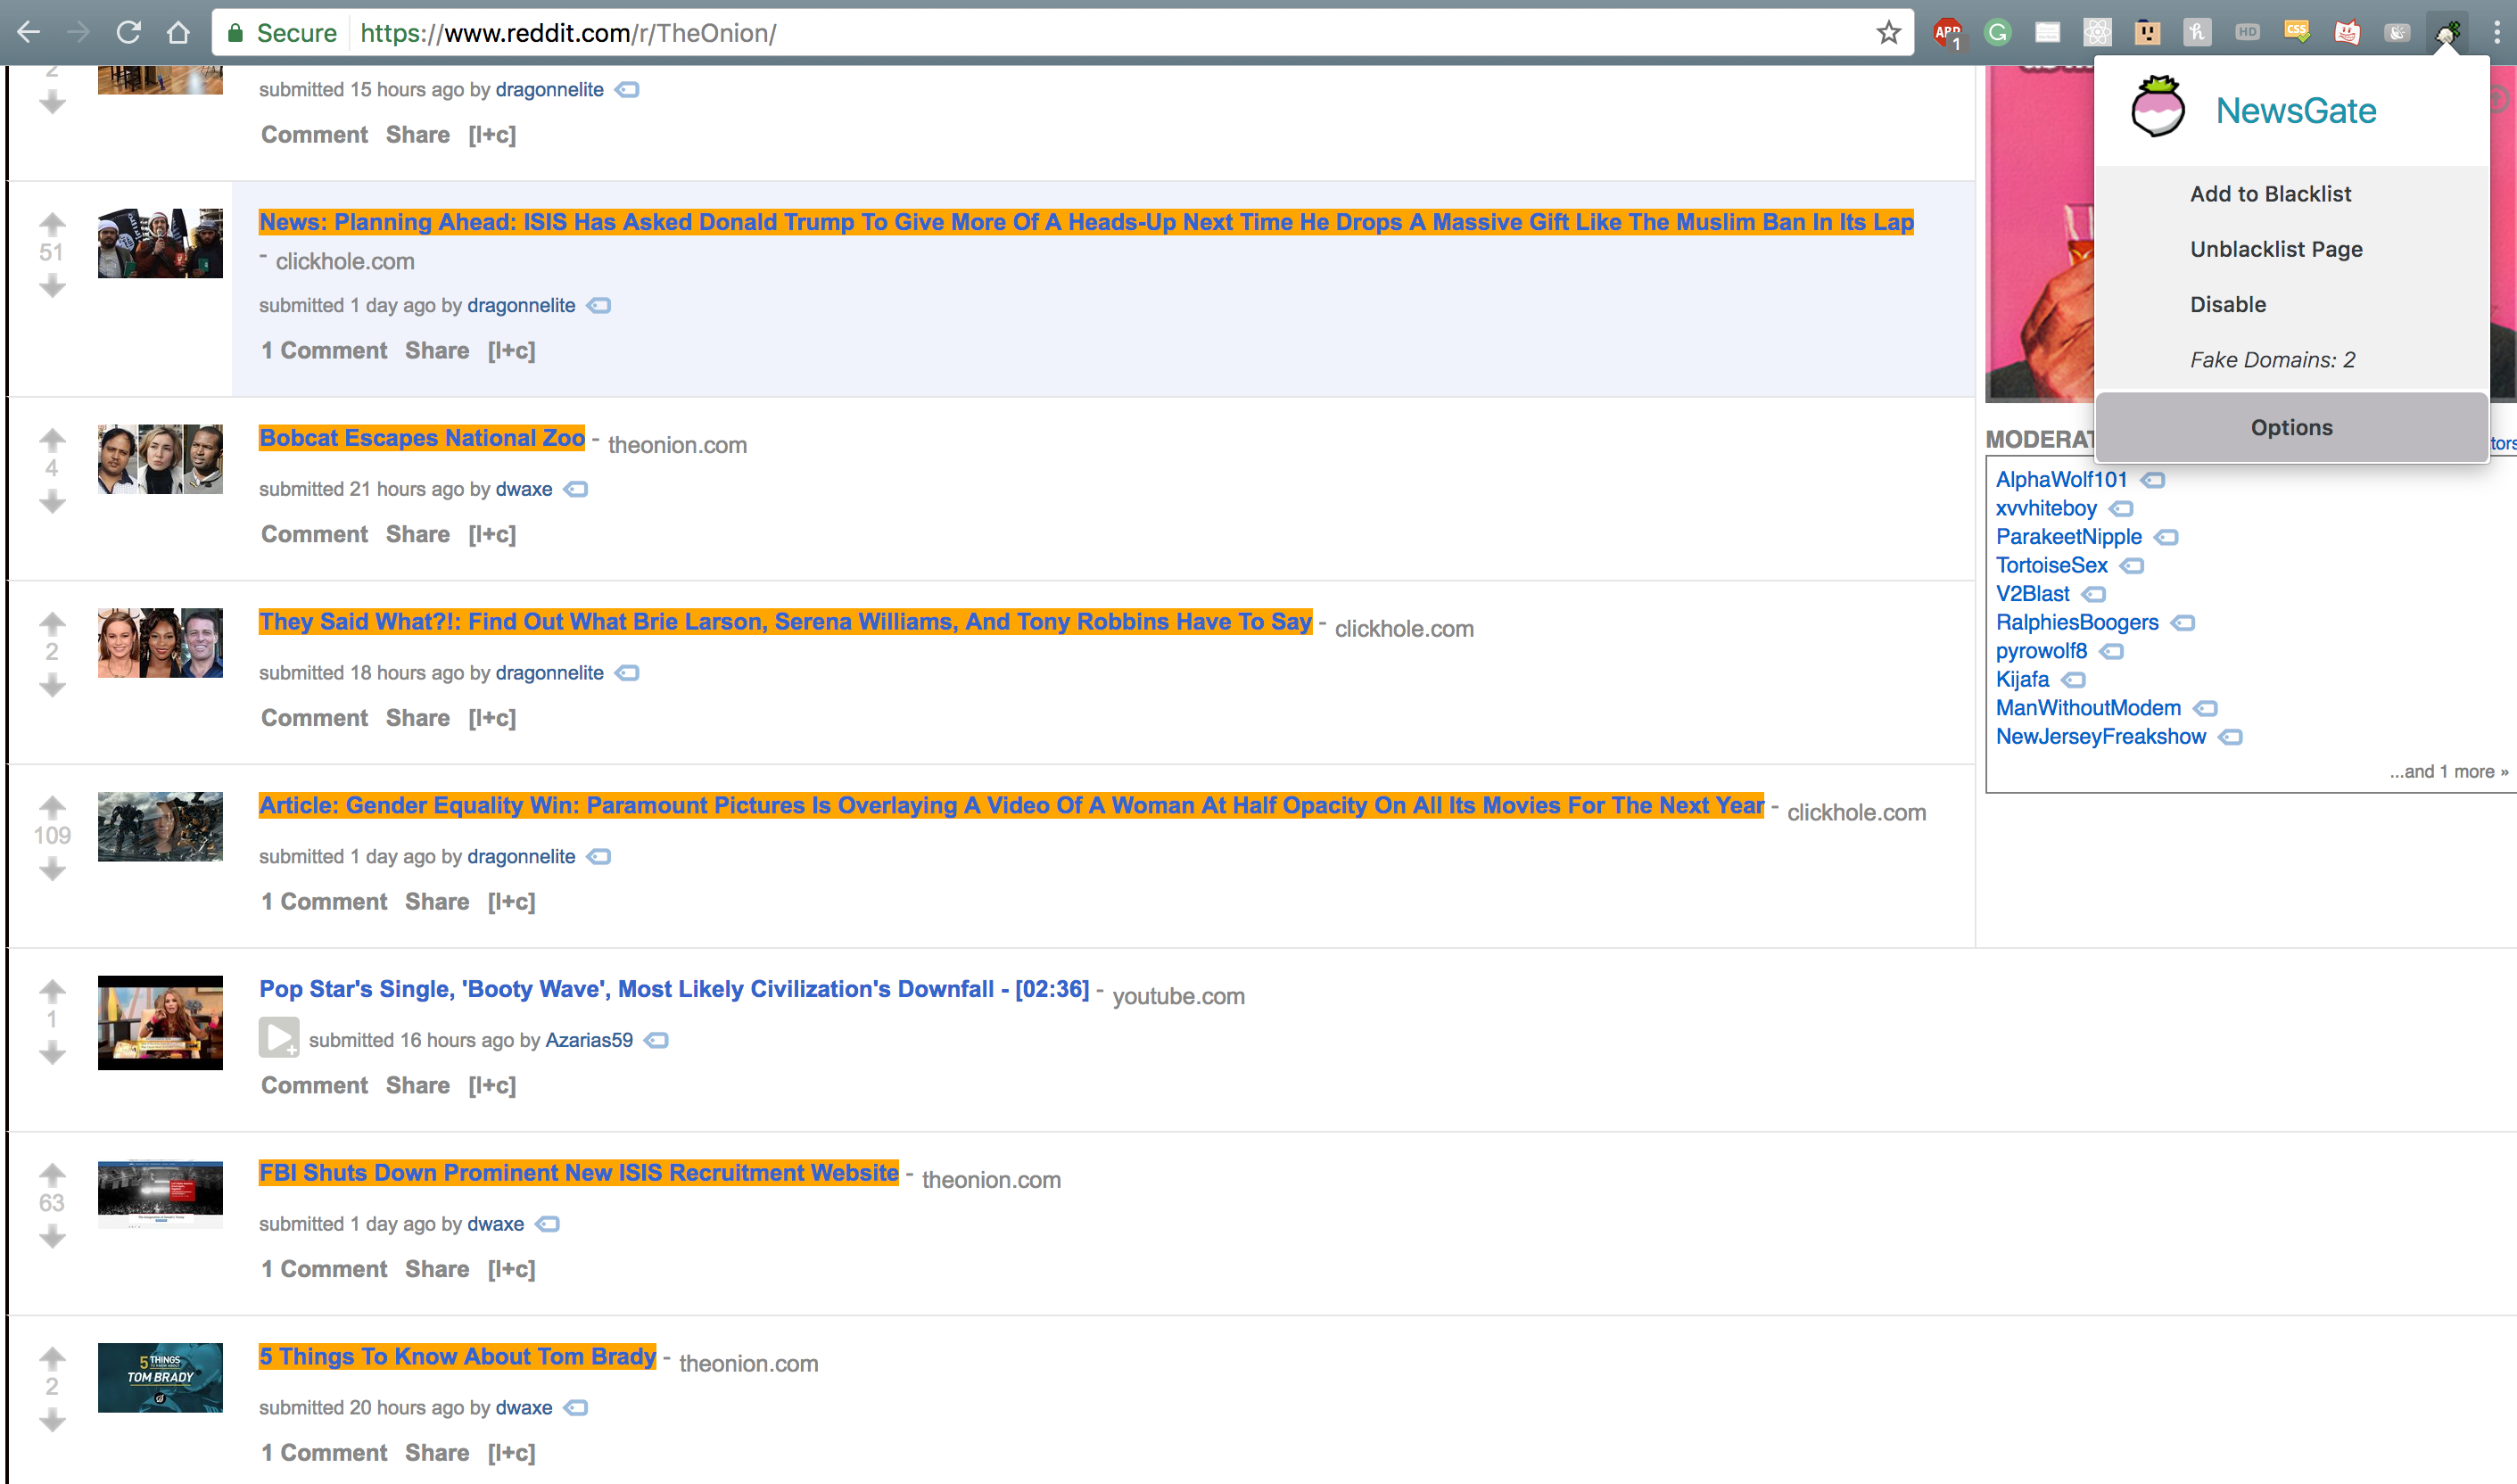 Secure https://www.reddit.com/r/TheOnion/
1
HD
CSS
NewsGate
Add to Blacklist
Unblacklist Page
Disable
Fake Domains: 2
Options
2
submitted 15 hours ago by dragonnelite
Comment Share [l+c]
51
News: Planning Ahead: ISIS Has Asked Donald Trump To Give More Of A Heads-Up Next Time He Drops A Massive Gift Like The Muslim Ban In Its Lap
- clickhole.com
submitted 1 day ago by dragonnelite
1 Comment Share [l+c]
4
Bobcat Escapes National Zoo - theonion.com
submitted 21 hours ago by dwaxe
Comment Share [l+c]
2
They Said What?!: Find Out What Brie Larson, Serena Williams, And Tony Robbins Have To Say - clickhole.com
submitted 18 hours ago by dragonnelite
Comment Share [l+c]
109
Article: Gender Equality Win: Paramount Pictures Is Overlaying A Video Of A Woman At Half Opacity On All Its Movies For The Next Year - clickhole.com
submitted 1 day ago by dragonnelite
1 Comment Share [l+c]
1
Pop Star's Single, 'Booty Wave', Most Likely Civilization's Downfall - [02:36] - youtube.com
submitted 16 hours ago by Azarias59
Comment Share [l+c]
63
FBI Shuts Down Prominent New ISIS Recruitment Website - theonion.com
submitted 1 day ago by dwaxe
1 Comment Share [l+c]
2
5 THINGS
TO KNOW ABOUT
TOM BRADY
5 Things To Know About Tom Brady - theonion.com
submitted 20 hours ago by dwaxe
1 Comment Share [l+c]
MODERAT
tors
AlphaWolf101
xvvhiteboy
ParakeetNipple
TortoiseSex
V2Blast
RalphiesBoogers
pyrowolf8
Kijafa
ManWithoutModem
NewJerseyFreakshow
...and 1 more »